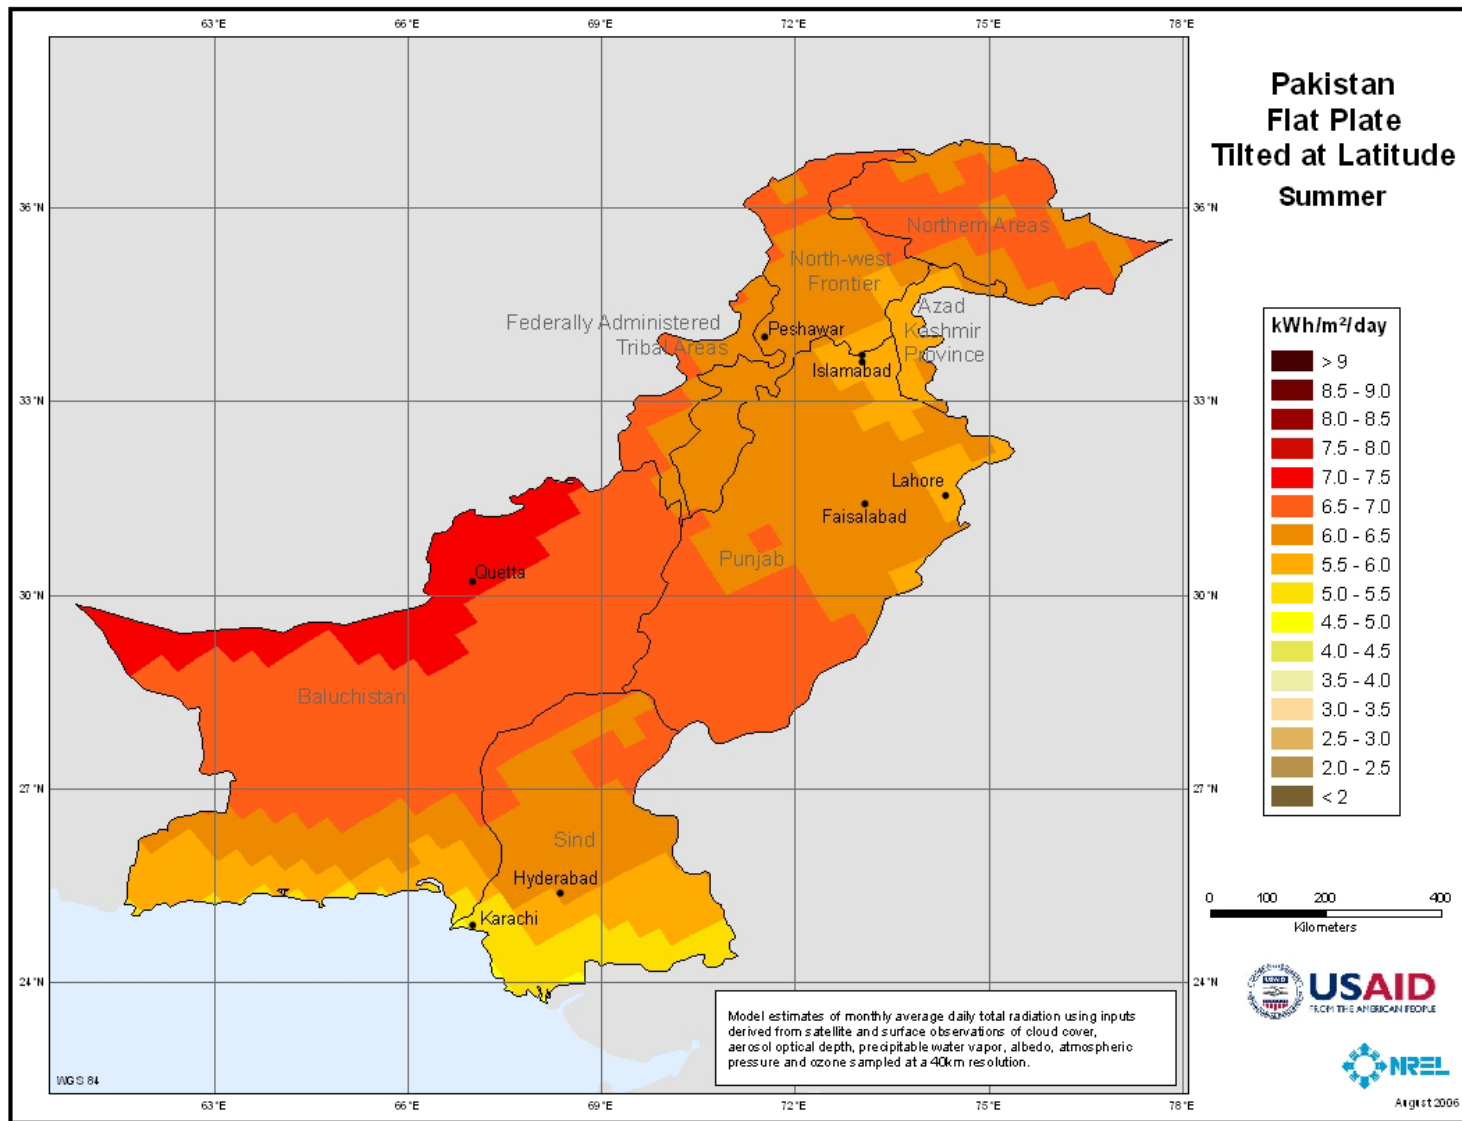 63°E 66°E 69°E 72°E 75°E 78°E
Pakistan
Flat Plate
Tilted at Latitude
Summer
36°N 36°N
Northern Areas
North-west
Frontier
Azad
Kashmir
Province
Federally Administered
Tribal Areas
Peshawar
Islamabad
33°N 33°N
Lahore
Faisalabad
Punjab
Quetta
30°N 30°N
Baluchistan
27°N 27°N
Sind
Hyderabad
Karachi
24°N 24°N
kWh/m²/day
> 9
8.5 - 9.0
8.0 - 8.5
7.5 - 8.0
7.0 - 7.5
6.5 - 7.0
6.0 - 6.5
5.5 - 6.0
5.0 - 5.5
4.5 - 5.0
4.0 - 4.5
3.5 - 4.0
3.0 - 3.5
2.5 - 3.0
2.0 - 2.5
< 2
0 100 200 400
Kilometers
USAID
FROM THE AMERICAN PEOPLE
Model estimates of monthly average daily total radiation using inputs
derived from satellite and surface observations of cloud cover,
aerosol optical depth, precipitable water vapor, albedo, atmospheric
pressure and ozone sampled at a 40km resolution.
NREL
WGS 84
August 2006
63°E 66°E 69°E 72°E 75°E 78°E